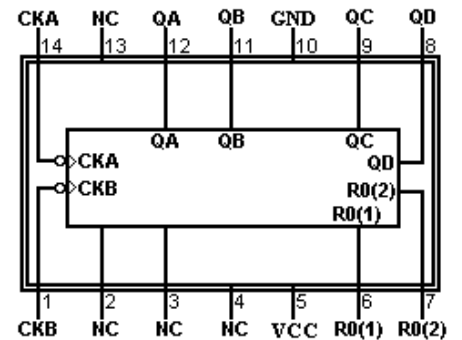 CKA NC QA QB GND QC QD
14 13 12 11 10 9 8
QA QB QC
CKA QD
CKB R0(2)
R0(1)
1 2 3 4 5 6 7
CKB NC NC NC VCC R0(1) R0(2)